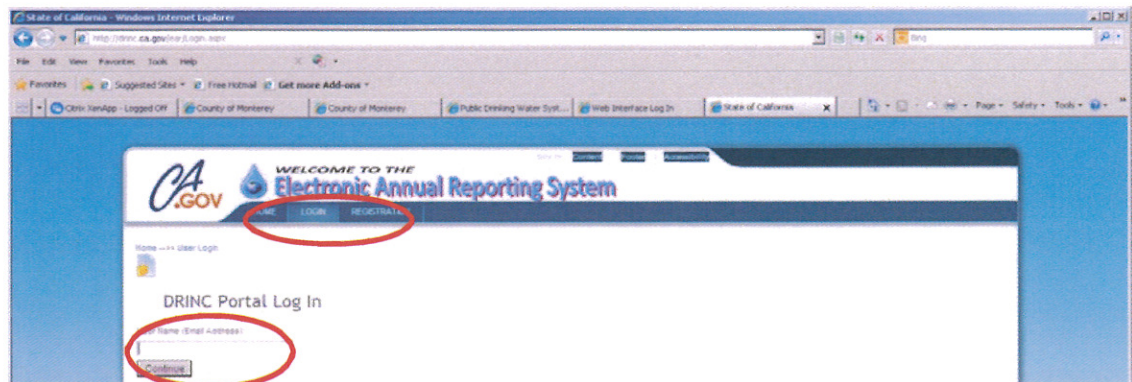 State of California - Windows Internet Explorer
http://drinc.ca.gov/ear/Login.aspx
Bing
File Edit View Favorites Tools Help
Favorites Suggested Sites Free Hotmail Get more Add-ons
Citrix XenApp - Logged Off County of Monterey County of Monterey Public Drinking Water Syst... Web Interface Log In State of California x Page Safety Tools
Content Footer Accessibility
CA.GOV
WELCOME TO THE
Electronic Annual Reporting System
HOME LOGIN REGISTRATION
Home -->> User Login
DRINC Portal Log In
User Name (Email Address)
Continue